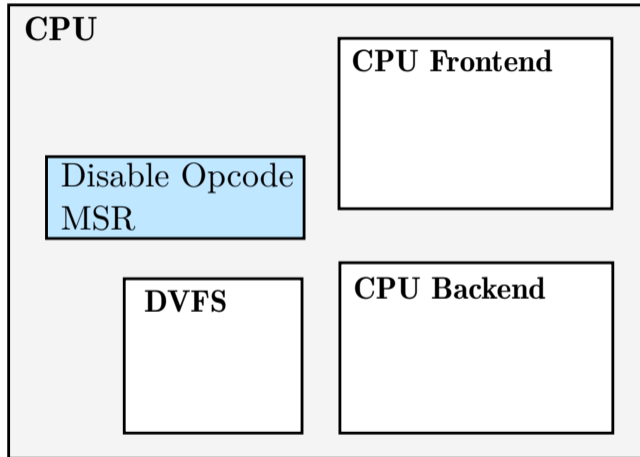 CPU
CPU Frontend
Disable Opcode
MSR
DVFS
CPU Backend